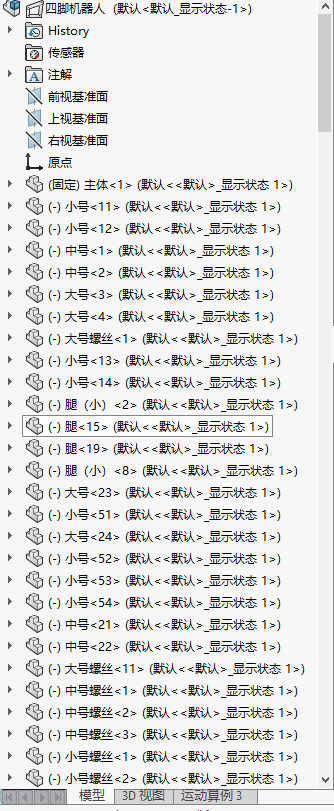 四脚机器人 (默认<默认_显示状态-1>)
History
传感器
注解
前视基准面
上视基准面
右视基准面
原点
(固定) 主体<1> (默认<<默认>_显示状态 1>)
(-) 小号<11> (默认<<默认>_显示状态 1>)
(-) 小号<12> (默认<<默认>_显示状态 1>)
(-) 中号<1> (默认<<默认>_显示状态 1>)
(-) 中号<2> (默认<<默认>_显示状态 1>)
(-) 大号<3> (默认<<默认>_显示状态 1>)
(-) 大号<4> (默认<<默认>_显示状态 1>)
(-) 大号螺丝<1> (默认<<默认>_显示状态 1>)
(-) 小号<13> (默认<<默认>_显示状态 1>)
(-) 小号<14> (默认<<默认>_显示状态 1>)
(-) 腿（小）<2> (默认<<默认>_显示状态 1>)
(-) 腿<15> (默认<<默认>_显示状态 1>)
(-) 腿<19> (默认<<默认>_显示状态 1>)
(-) 腿（小）<8> (默认<<默认>_显示状态 1>)
(-) 大号<23> (默认<<默认>_显示状态 1>)
(-) 小号<51> (默认<<默认>_显示状态 1>)
(-) 大号<24> (默认<<默认>_显示状态 1>)
(-) 小号<52> (默认<<默认>_显示状态 1>)
(-) 小号<53> (默认<<默认>_显示状态 1>)
(-) 小号<54> (默认<<默认>_显示状态 1>)
(-) 中号<21> (默认<<默认>_显示状态 1>)
(-) 中号<22> (默认<<默认>_显示状态 1>)
(-) 大号螺丝<11> (默认<<默认>_显示状态 1>)
(-) 中号螺丝<1> (默认<<默认>_显示状态 1>)
(-) 中号螺丝<2> (默认<<默认>_显示状态 1>)
(-) 中号螺丝<3> (默认<<默认>_显示状态 1>)
(-) 小号螺丝<1> (默认<<默认>_显示状态 1>)
(-) 小号螺丝<2> (默认<<默认>_显示状态 1>)
模型 3D 视图 运动算例 3